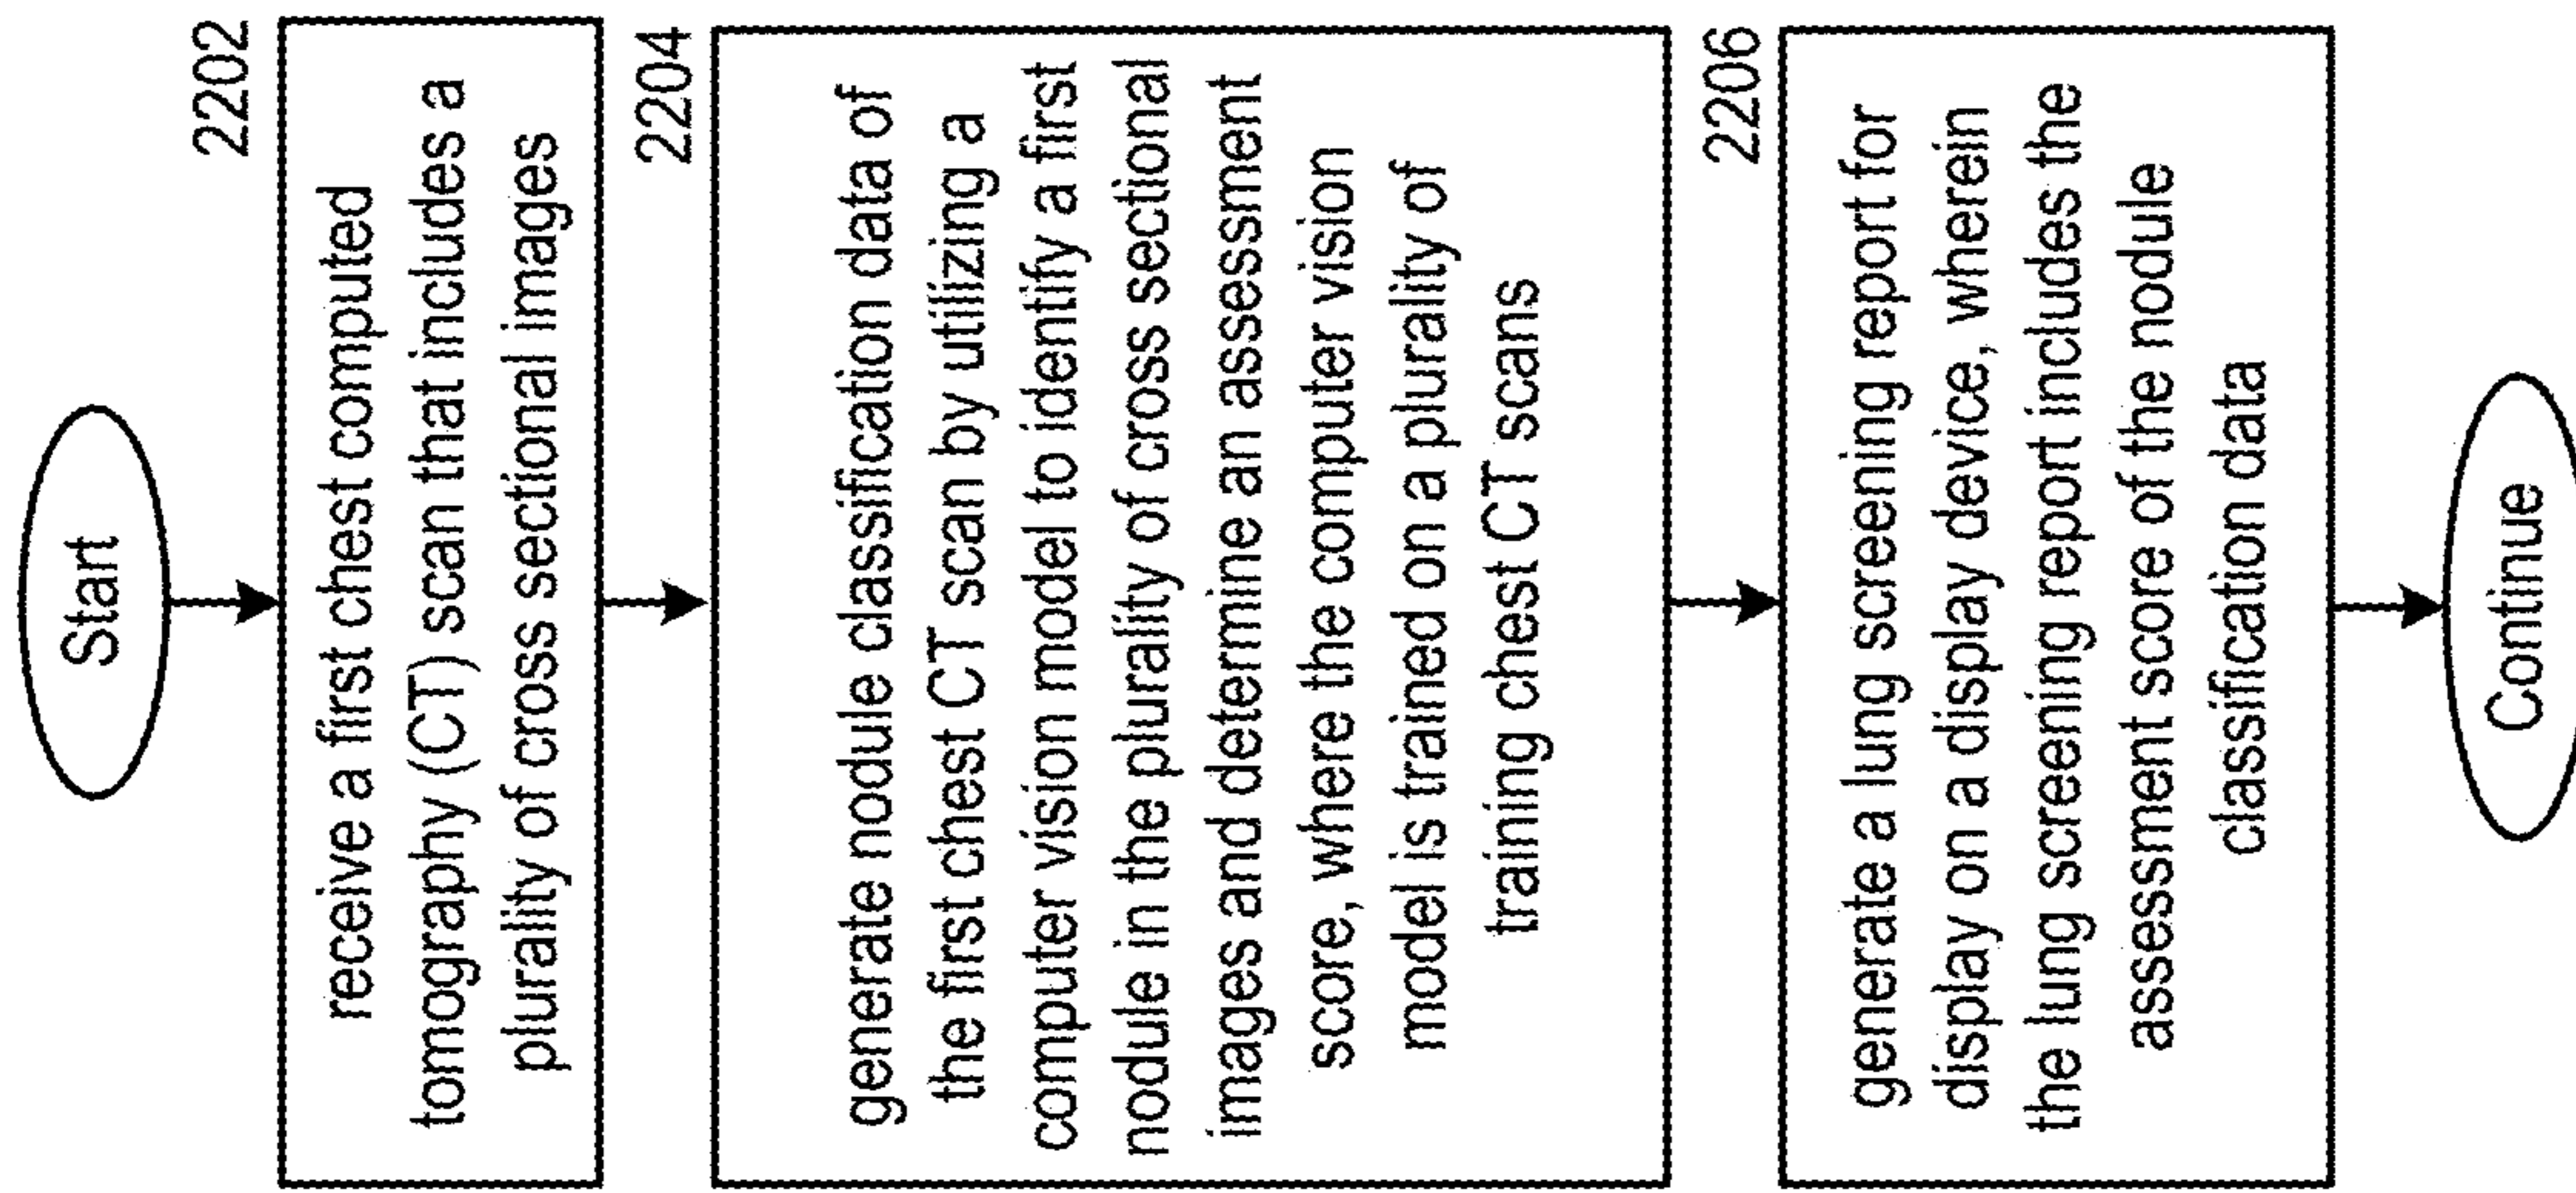 Start
2202
receive a first chest computed
tomography (CT) scan that includes a
plurality of cross sectional images
2204
generate nodule classification data of
the first chest CT scan by utilizing a
computer vision model to identify a first
nodule in the plurality of cross sectional
images and determine an assessment
score, where the computer vision
model is trained on a plurality of
training chest CT scans
2206
generate a lung screening report for
display on a display device, wherein
the lung screening report includes the
assessment score of the nodule
classification data
Continue